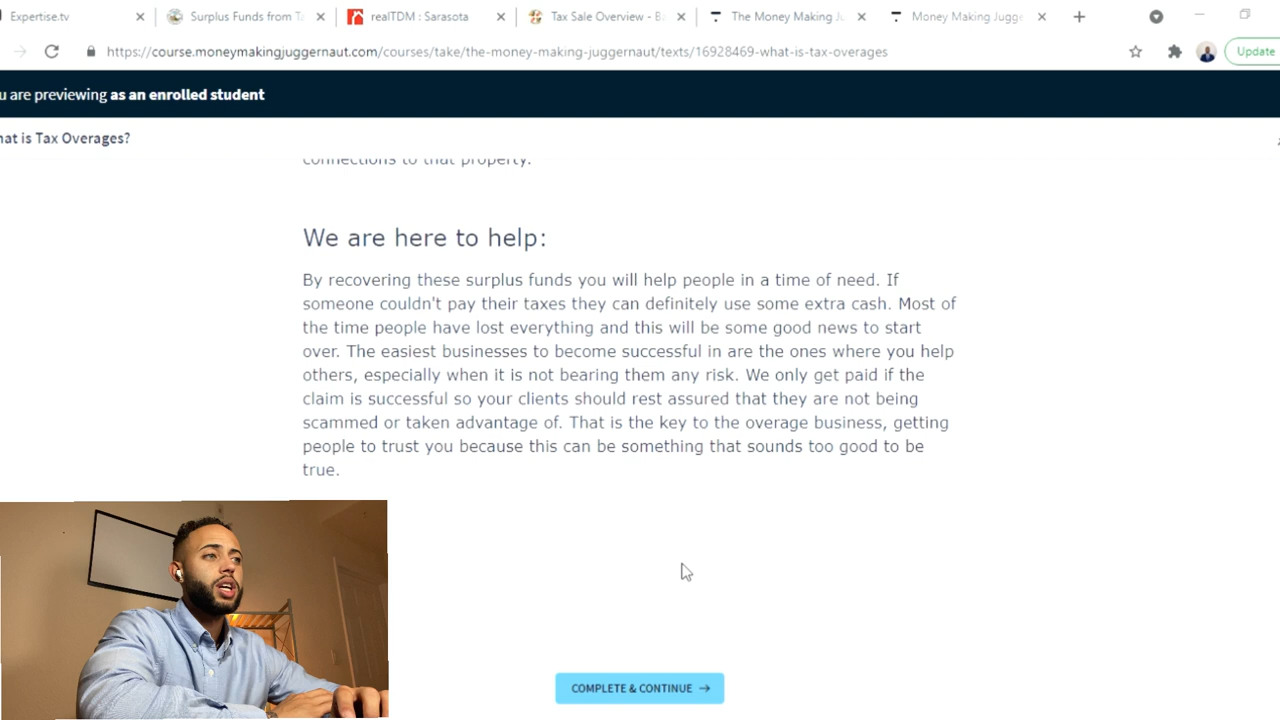 Expertise.tv
Surplus Funds from Ta
realTDM : Sarasota
Tax Sale Overview - B
The Money Making Ju
Money Making Jugge
https://course.moneymakingjuggernaut.com/courses/take/the-money-making-juggernaut/texts/16928469-what-is-tax-overages
Update
u are previewing as an enrolled student
hat is Tax Overages?
connections to that property.
We are here to help:
By recovering these surplus funds you will help people in a time of need. If
someone couldn't pay their taxes they can definitely use some extra cash. Most of
the time people have lost everything and this will be some good news to start
over. The easiest businesses to become successful in are the ones where you help
others, especially when it is not bearing them any risk. We only get paid if the
claim is successful so your clients should rest assured that they are not being
scammed or taken advantage of. That is the key to the overage business, getting
people to trust you because this can be something that sounds too good to be
true.
COMPLETE & CONTINUE